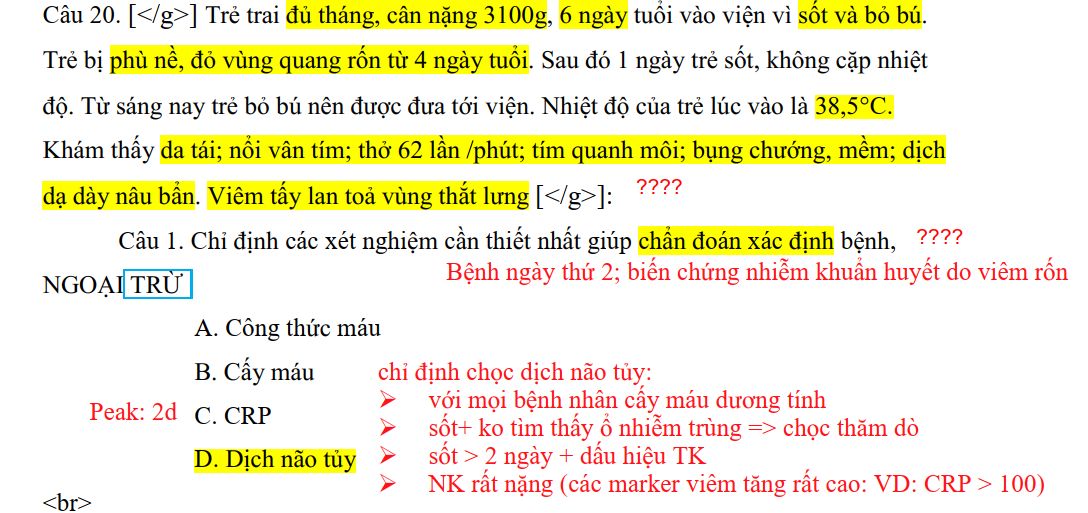 Câu 20. [</g>] Trẻ trai đủ tháng, cân nặng 3100g, 6 ngày tuổi vào viện vì sốt và bỏ bú.
Trẻ bị phù nề, đỏ vùng quang rốn từ 4 ngày tuổi. Sau đó 1 ngày trẻ sốt, không cặp nhiệt
độ. Từ sáng nay trẻ bỏ bú nên được đưa tới viện. Nhiệt độ của trẻ lúc vào là 38,5°C.
Khám thấy da tái; nổi vân tím; thở 62 lần /phút; tím quanh môi; bụng chướng, mềm; dịch
dạ dày nâu bẩn. Viêm tấy lan toả vùng thắt lưng [</g>]: ????
Câu 1. Chỉ định các xét nghiệm cần thiết nhất giúp chẩn đoán xác định bệnh, ????
NGOẠI TRỪ
Bệnh ngày thứ 2; biến chứng nhiễm khuẩn huyết do viêm rốn
A. Công thức máu
B. Cấy máu
Peak: 2d C. CRP
D. Dịch não tủy
chỉ định chọc dịch não tủy:
➢ với mọi bệnh nhân cấy máu dương tính
➢ sốt+ ko tìm thấy ổ nhiễm trùng => chọc thăm dò
➢ sốt > 2 ngày + dấu hiệu TK
➢ NK rất nặng (các marker viêm tăng rất cao: VD: CRP > 100)
<br>